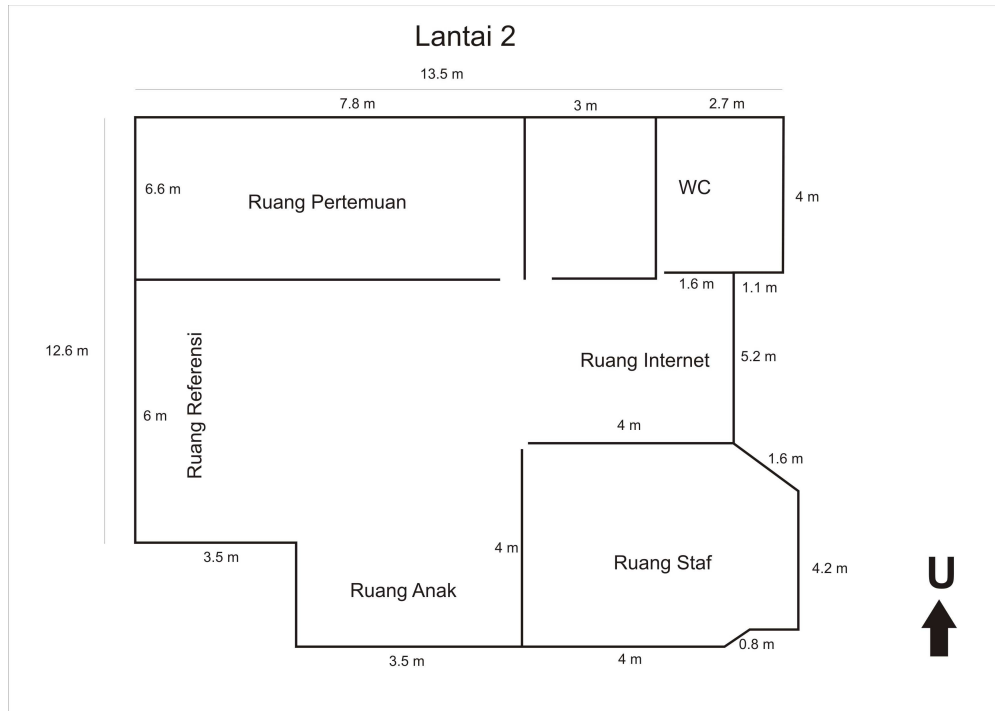 Lantai 2
13.5 m
7.8 m
3 m
2.7 m
6.6 m
Ruang Pertemuan
WC
4 m
1.6 m
1.1 m
12.6 m
Ruang Referensi
6 m
Ruang Internet
5.2 m
4 m
1.6 m
3.5 m
4 m
Ruang Staf
4.2 m
Ruang Anak
U
3.5 m
4 m
0.8 m